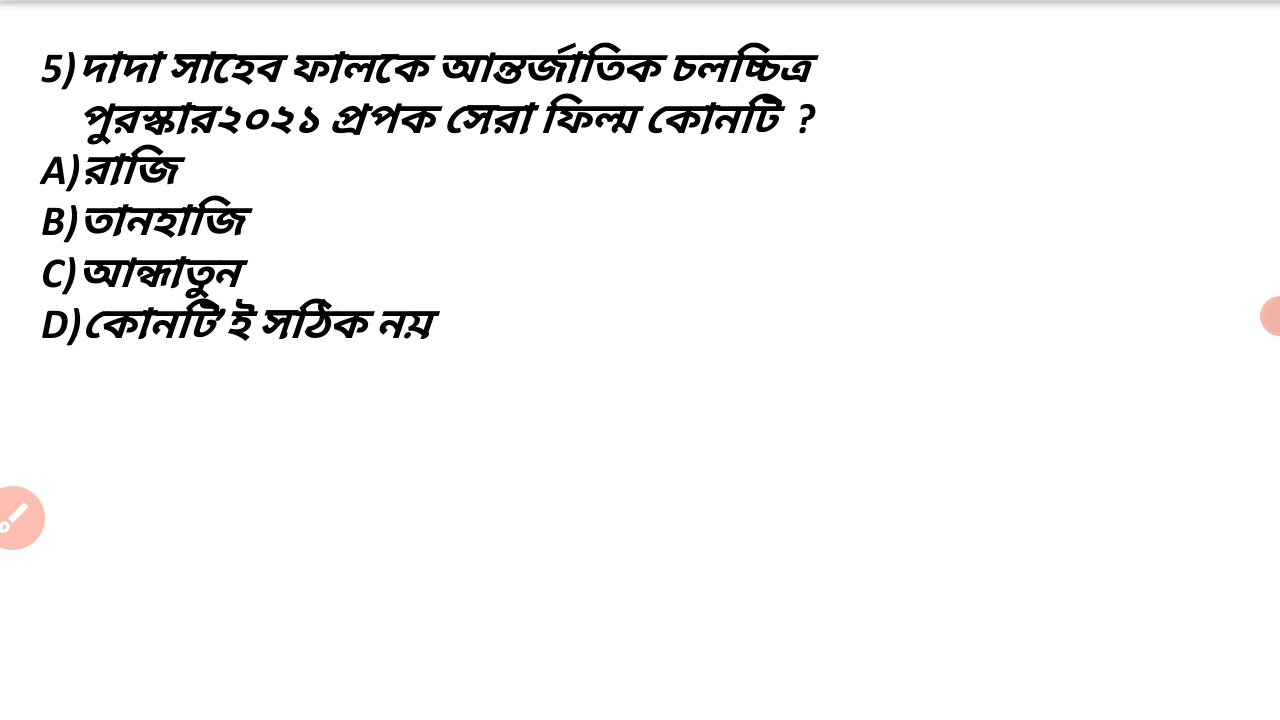 5)দাদা সাহেব ফালকে আন্তর্জাতিক চলচ্চিত্র
পুরস্কার২০২১ প্রপক সেরা ফিল্ম কোনটি ?
A)রাজি
B)তানহাজি
C)আন্ধাতুন
D)কোনটি’ই সঠিক নয়